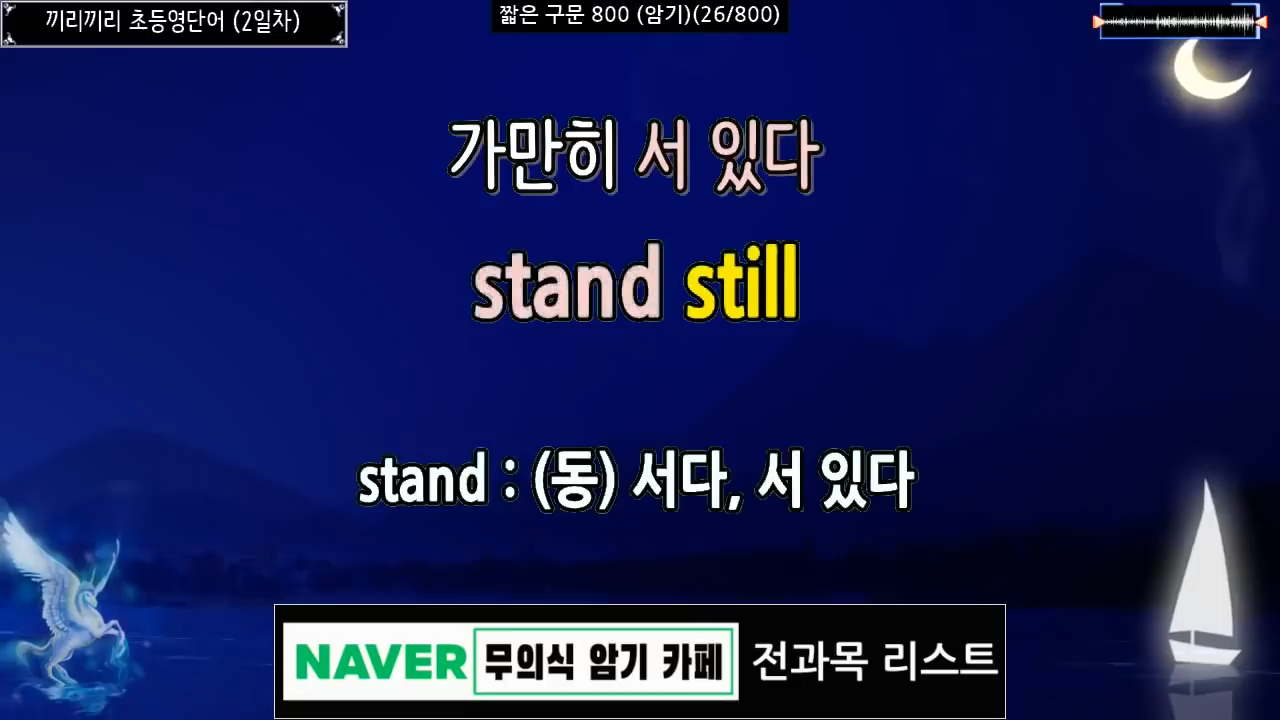 끼리끼리 초등영단어 (2일차)
짧은 구문 800 (암기)(26/800)
가만히 서 있다
stand still
stand : (동) 서다, 서 있다
NAVER 무의식 암기 카페 전과목 리스트